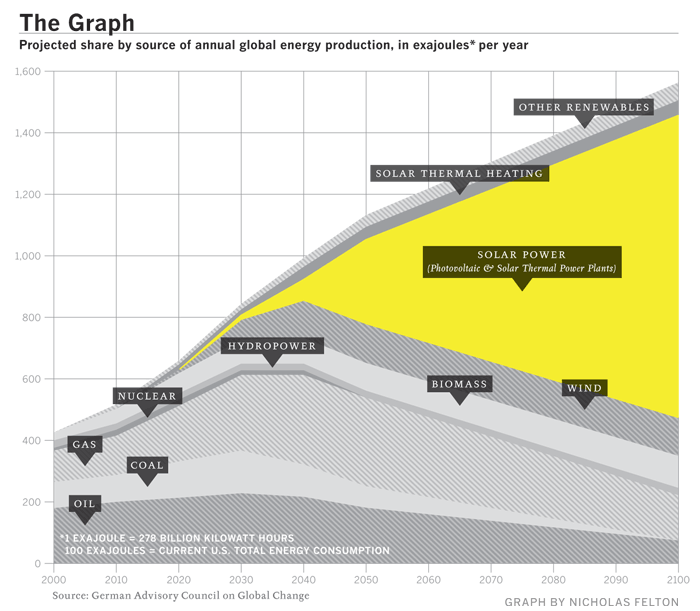 The Graph
Projected share by source of annual global energy production, in exajoules* per year
1,600
1,400
1,200
1,000
800
600
400
200
0
OTHER RENEWABLES
SOLAR THERMAL HEATING
SOLAR POWER
(Photovoltaic & Solar Thermal Power Plants)
HYDROPOWER
BIOMASS
WIND
NUCLEAR
GAS
COAL
OIL
*1 EXAJOULE = 278 BILLION KILOWATT HOURS
100 EXAJOULES = CURRENT U.S. TOTAL ENERGY CONSUMPTION
2000 2010 2020 2030 2040 2050 2060 2070 2080 2090 2100
Source: German Advisory Council on Global Change
GRAPH BY NICHOLAS FELTON